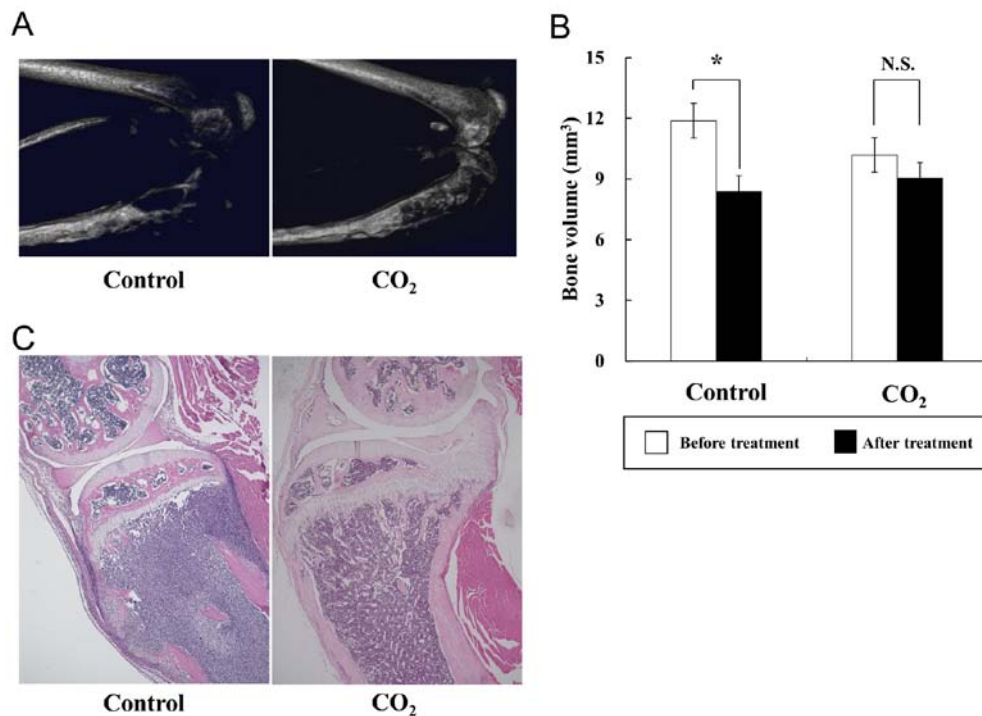 A
Control
CO₂
B
Bone volume (mm³)
15
12
9
6
3
0
*
N.S.
Control
CO₂
Before treatment
After treatment
C
Control
CO₂